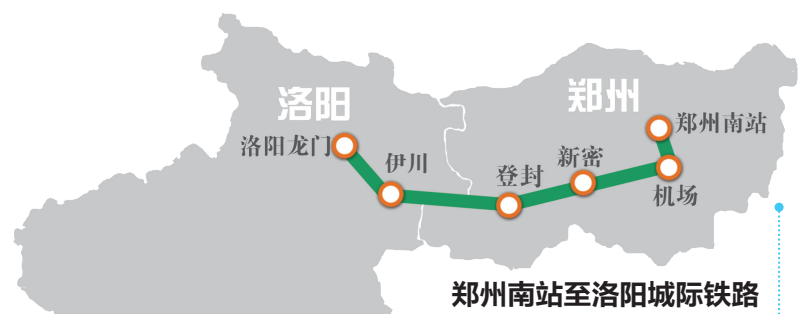 洛阳
郑州
郑州南站
洛阳龙门
伊川
新密
登封
机场
郑州南站至洛阳城际铁路